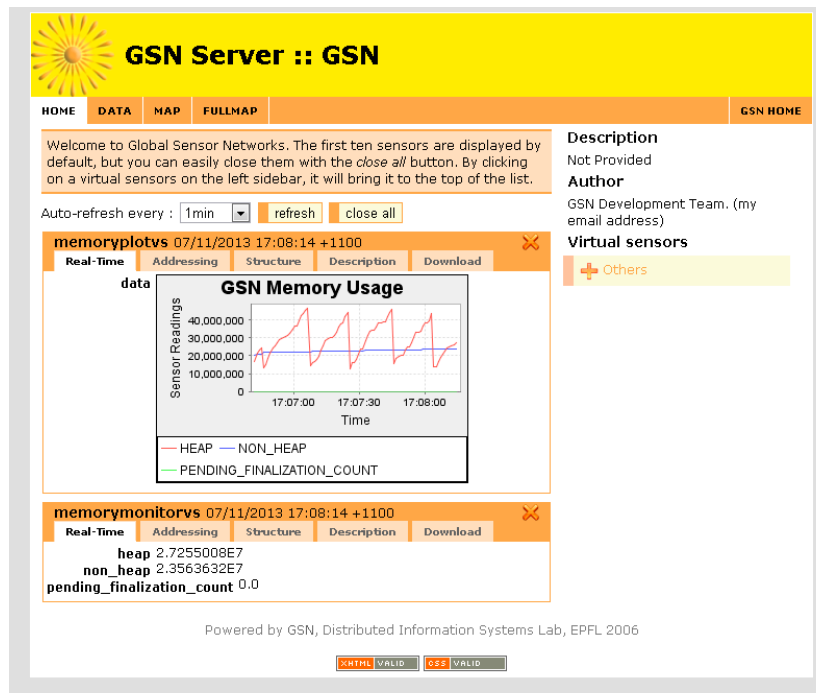 GSN Server :: GSN
HOME DATA MAP FULLMAP GSN HOME
Welcome to Global Sensor Networks. The first ten sensors are displayed by
default, but you can easily close them with the close all button. By clicking
on a virtual sensors on the left sidebar, it will bring it to the top of the list.
Auto-refresh every : 1min refresh close all
memoryplotvs 07/11/2013 17:08:14 +1100
Real-Time Addressing Structure Description Download
data
GSN Memory Usage
Sensor Readings
40,000,000
30,000,000
20,000,000
10,000,000
0
17:07:00 17:07:30 17:08:00
Time
HEAP NON_HEAP
PENDING_FINALIZATION_COUNT
memorymonitorvs 07/11/2013 17:08:14 +1100
Real-Time Addressing Structure Description Download
heap 2.7255008E7
non_heap 2.3563632E7
pending_finalization_count 0.0
Description
Not Provided
Author
GSN Development Team. (my
email address)
Virtual sensors
Others
Powered by GSN, Distributed Information Systems Lab, EPFL 2006
XHTML VALID CSS VALID